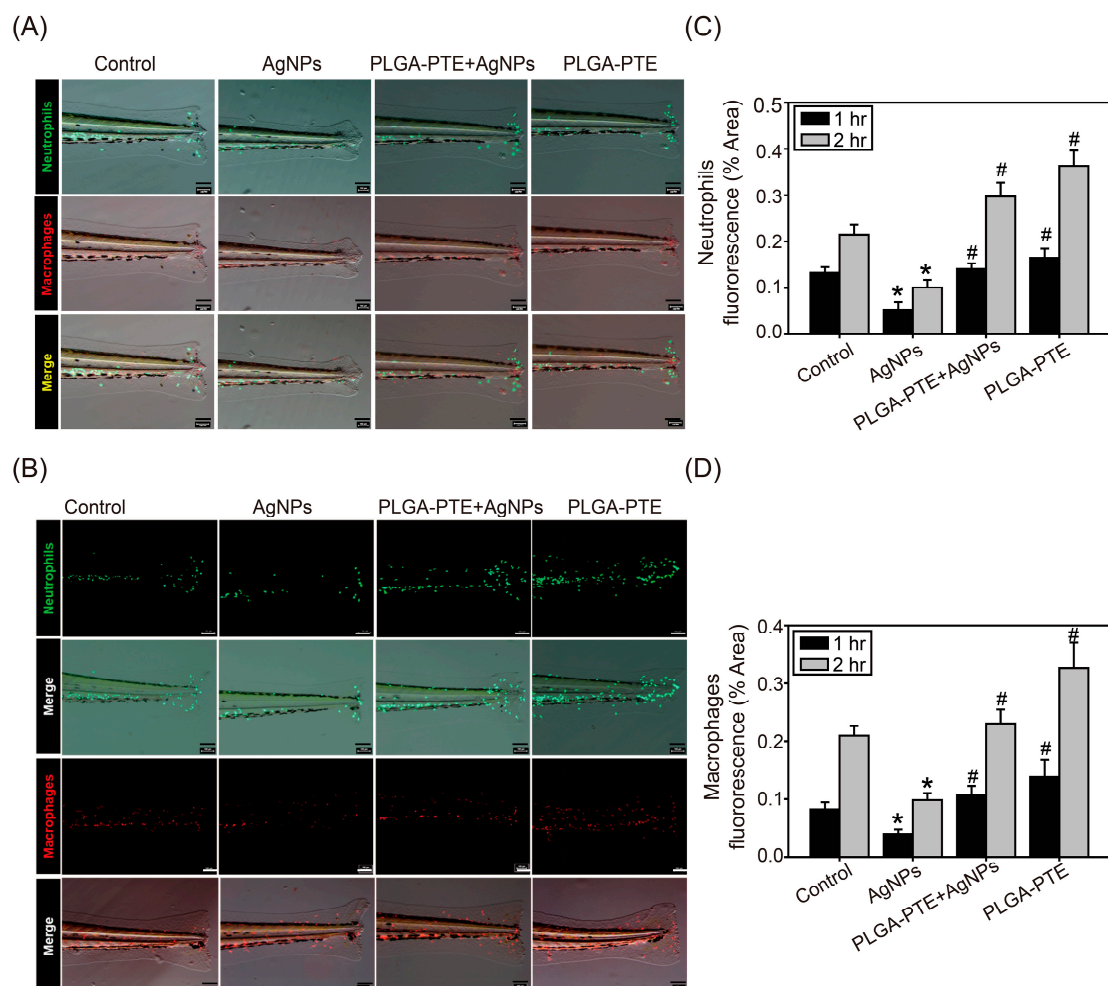 (A)
Control AgNPs PLGA-PTE+AgNPs PLGA-PTE
Neutrophils
Macrophages
Merge
(B)
Control AgNPs PLGA-PTE+AgNPs PLGA-PTE
Neutrophils
Merge
Macrophages
Merge
(C)
Neutrophils
fluororescence (% Area)
0.5
0.4
0.3
0.2
0.1
0.0
1 hr
2 hr
# # # #
* *
Control AgNPs PLGA-PTE+AgNPs PLGA-PTE
(D)
Macrophages
fluororescence (% Area)
0.4
0.3
0.2
0.1
0.0
1 hr
2 hr
# # # #
* *
Control AgNPs PLGA-PTE+AgNPs PLGA-PTE